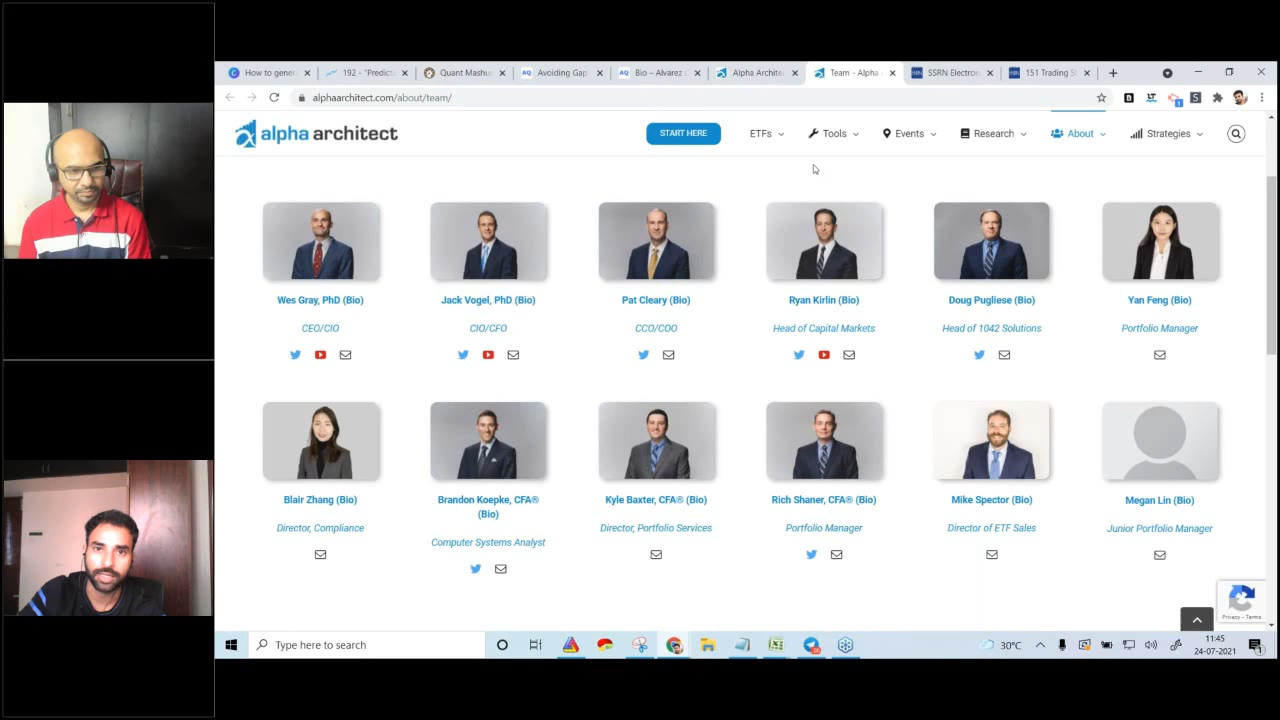 How to gener
192 - "Predicta
Quant Mashup
Avoiding Gap
Bio – Alvarez
Alpha Archite
Team - Alpha
SSRN Electron
151 Trading S
alphaarchitect.com/about/team/
alpha architect
START HERE
ETFs
Tools
Events
Research
About
Strategies
Wes Gray, PhD (Bio)
CEO/CIO
Jack Vogel, PhD (Bio)
CIO/CFO
Pat Cleary (Bio)
CCO/COO
Ryan Kirlin (Bio)
Head of Capital Markets
Doug Pugliese (Bio)
Head of 1042 Solutions
Yan Feng (Bio)
Portfolio Manager
Blair Zhang (Bio)
Director, Compliance
Brandon Koepke, CFA®
(Bio)
Computer Systems Analyst
Kyle Baxter, CFA® (Bio)
Director, Portfolio Services
Rich Shaner, CFA® (Bio)
Portfolio Manager
Mike Spector (Bio)
Director of ETF Sales
Megan Lin (Bio)
Junior Portfolio Manager
Privacy - Terms
Type here to search
30°C
11:45
24-07-2021